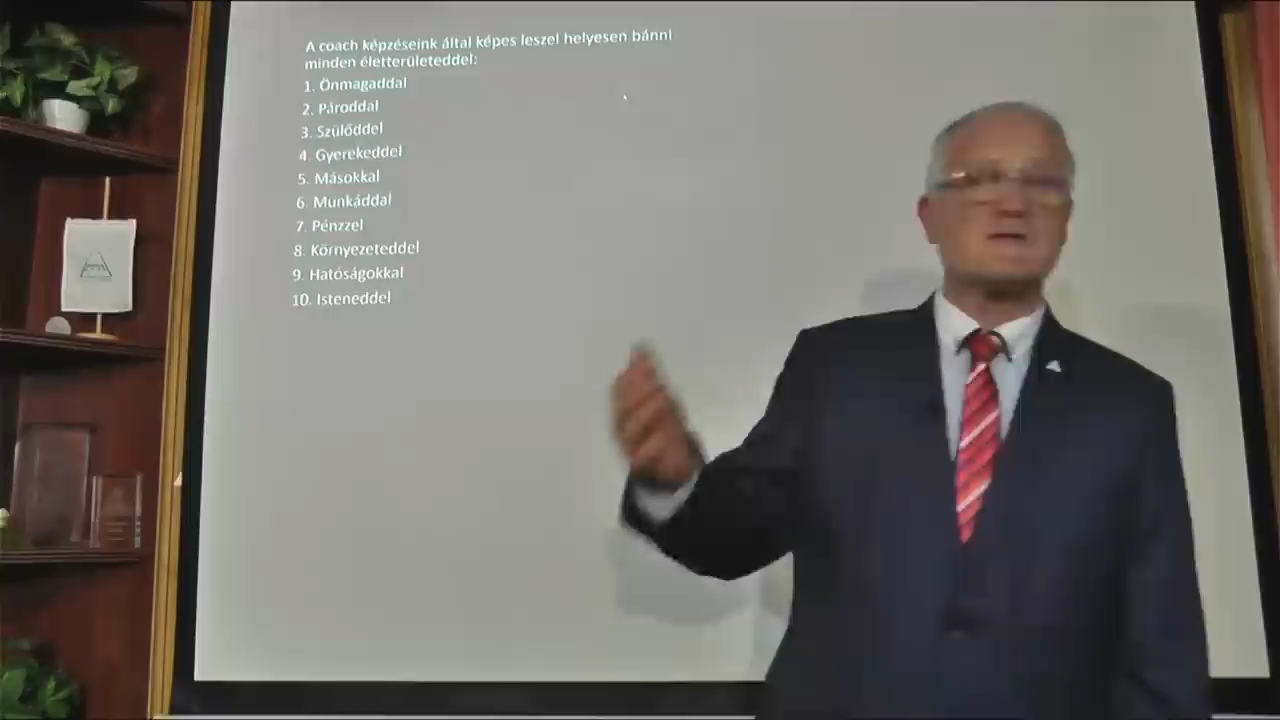 A coach képzéseink által képes leszel helyesen bánni
minden életterületeddel:
1. Önmagaddal
2. Pároddal
3. Szülőddel
4. Gyerekeddel
5. Másokkal
6. Munkáddal
7. Pénzzel
8. Környezeteddel
9. Hatóságokkal
10. Isteneddel